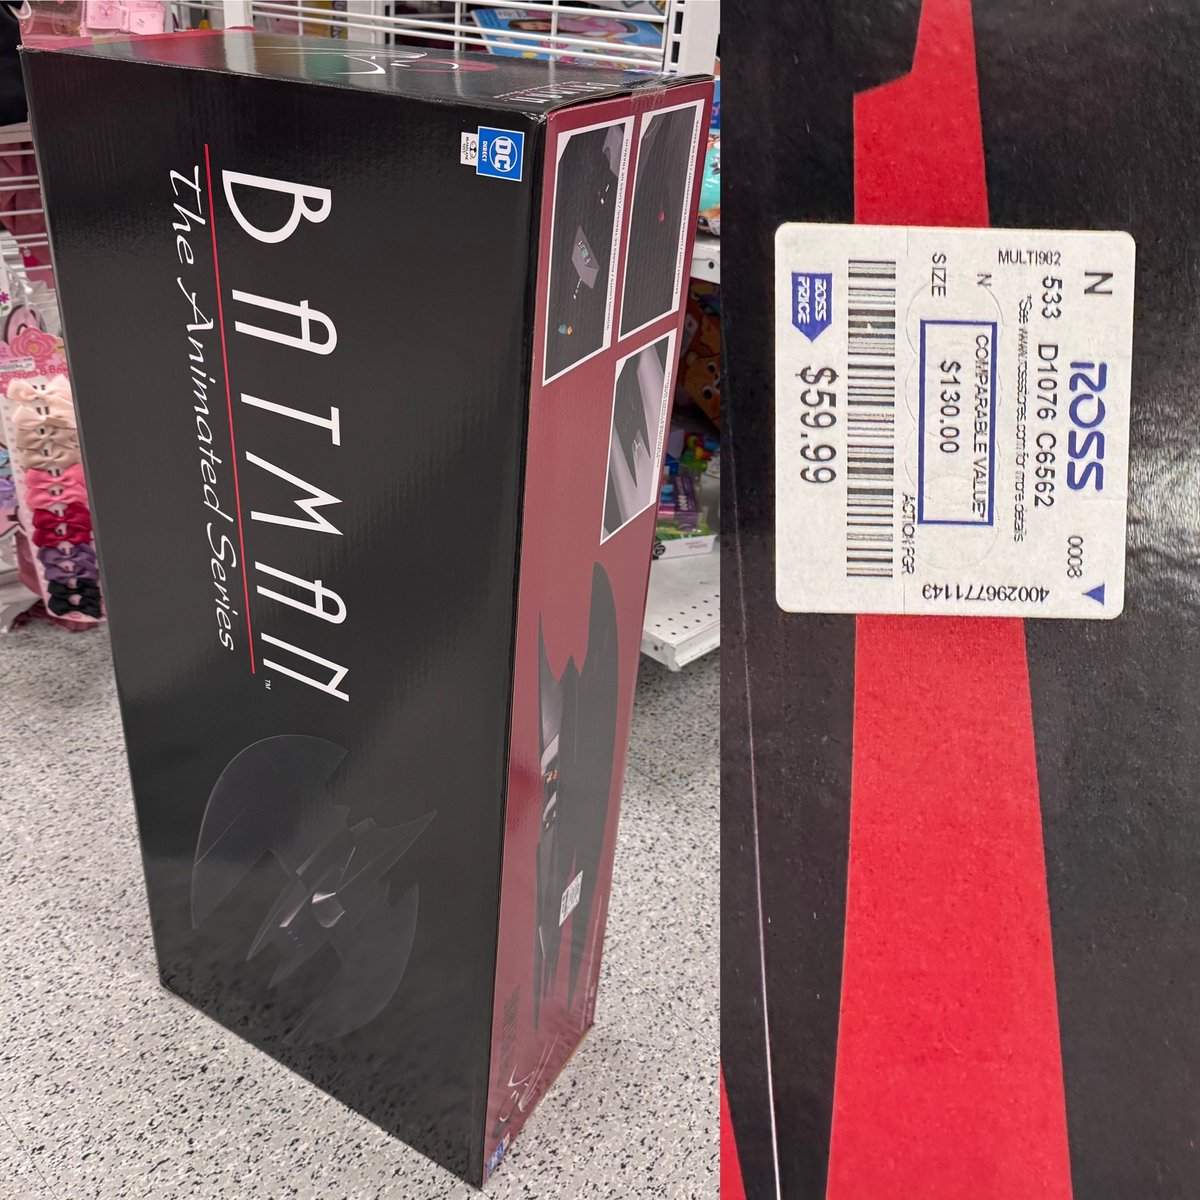 BATMAN
The Animated Series
TM
DC
DIRECT
N
ROSS
0008
533 D1076 C6562
*See www.rossstores.com for more details
MULTI902
400296771143
N
SIZE
COMPARABLE VALUE*
$130.00
ACTION FGR
ROSS
PRICE
$59.99